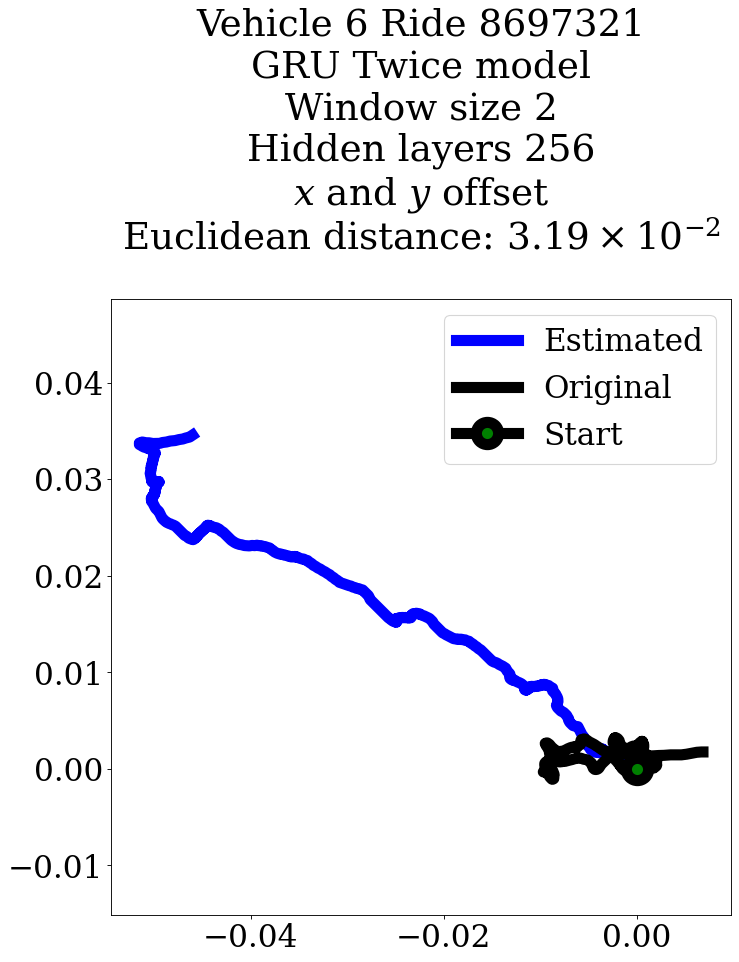 Vehicle 6 Ride 8697321
GRU Twice model
Window size 2
Hidden layers 256
x and y offset
Euclidean distance: 3.19 × 10⁻²
Estimated
Original
Start
0.04
0.03
0.02
0.01
0.00
−0.01
−0.04
−0.02
0.00